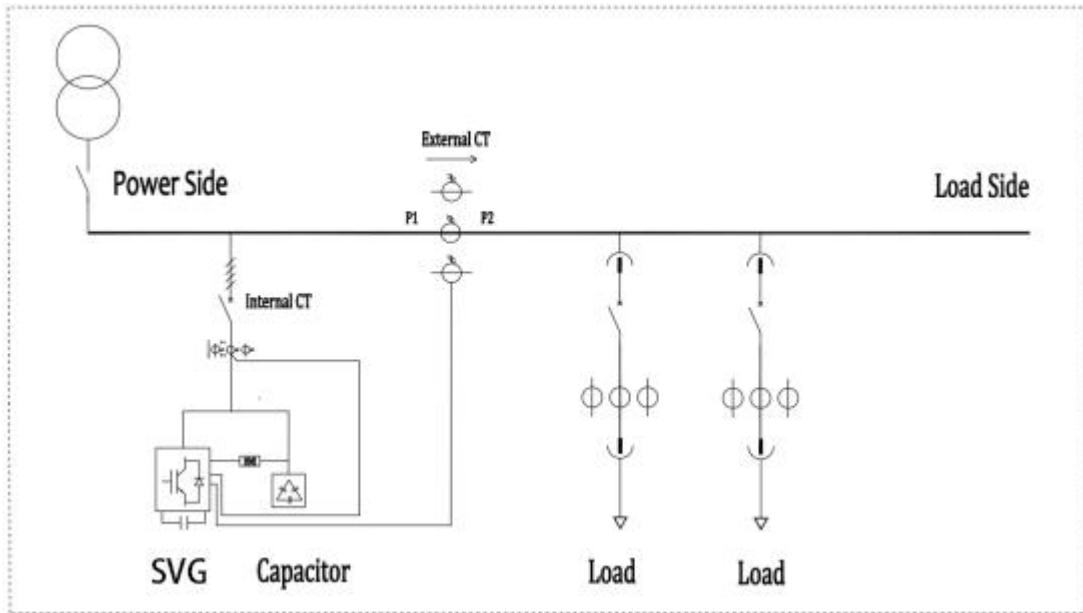 External CT
Power Side
Load Side
P1
P2
Internal CT
SVG
Capacitor
Load
Load